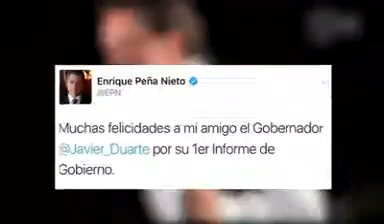 Enrique Peña Nieto
@EPN
Muchas felicidades a mi amigo el Gobernador
@Javier_Duarte por su 1er Informe de
Gobierno.